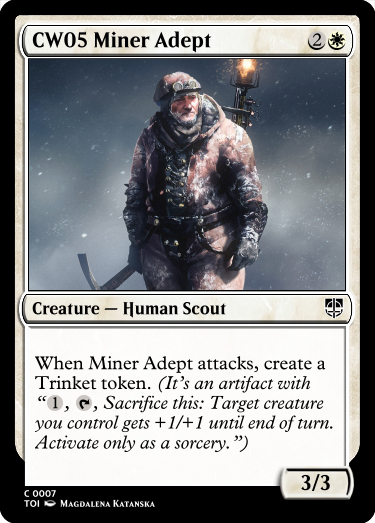 CW05 Miner Adept 2
Creature — Human Scout
When Miner Adept attacks, create a
Trinket token. (It's an artifact with
“1, , Sacrifice this: Target creature
you control gets +1/+1 until end of turn.
Activate only as a sorcery.”)
3/3
C 0007
TOI Magdalena Katanska